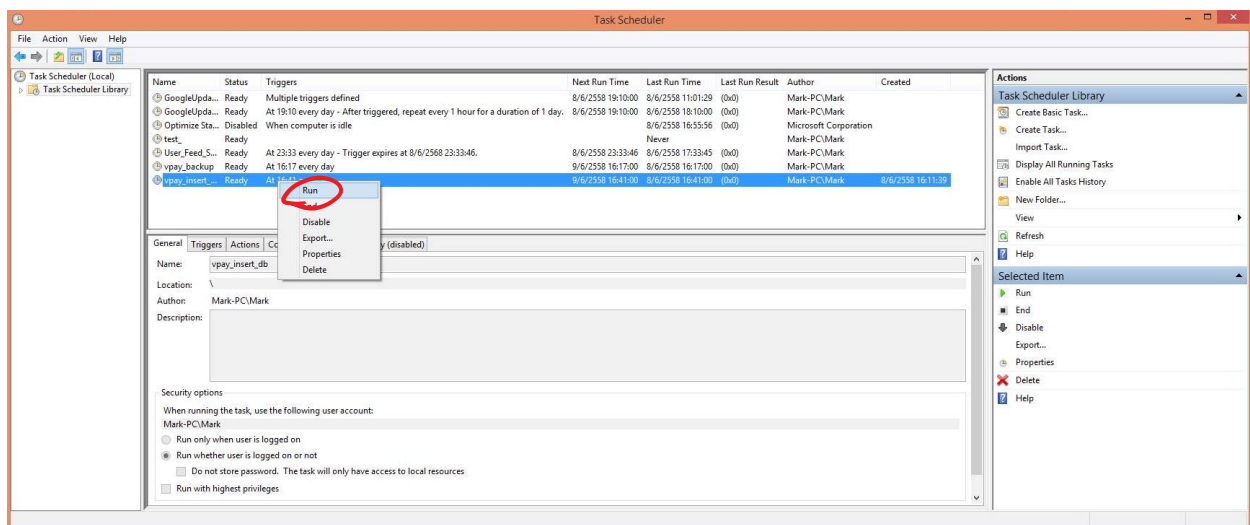 Task Scheduler
File Action View Help
Task Scheduler (Local)
Task Scheduler Library
Name Status Triggers Next Run Time Last Run Time Last Run Result Author Created
GoogleUpda... Ready Multiple triggers defined 8/6/2558 19:10:00 8/6/2558 11:01:29 (0x0) Mark-PC\Mark
GoogleUpda... Ready At 19:10 every day - After triggered, repeat every 1 hour for a duration of 1 day. 8/6/2558 19:10:00 8/6/2558 18:10:00 (0x0) Mark-PC\Mark
Optimize Sta... Disabled When computer is idle 8/6/2558 16:55:56 (0x0) Microsoft Corporation
test_ Ready Never Mark-PC\Mark
User_Feed_S... Ready At 23:33 every day - Trigger expires at 8/6/2568 23:33:46. 8/6/2558 23:33:46 8/6/2558 17:33:45 (0x0) Mark-PC\Mark
vpay_backup Ready At 16:17 every day 9/6/2558 16:17:00 8/6/2558 16:17:00 (0x0) Mark-PC\Mark
vpay_insert_... Ready At 16:41 9/6/2558 16:41:00 8/6/2558 16:41:00 (0x0) Mark-PC\Mark 8/6/2558 16:11:39
Run
End
Disable
Export...
Properties
Delete
General Triggers Actions Co y (disabled)
Name: vpay_insert_db
Location: \
Author: Mark-PC\Mark
Description:
Security options
When running the task, use the following user account:
Mark-PC\Mark
Run only when user is logged on
Run whether user is logged on or not
Do not store password. The task will only have access to local resources
Run with highest privileges
Actions
Task Scheduler Library
Create Basic Task...
Create Task...
Import Task...
Display All Running Tasks
Enable All Tasks History
New Folder...
View
Refresh
Help
Selected Item
Run
End
Disable
Export...
Properties
Delete
Help